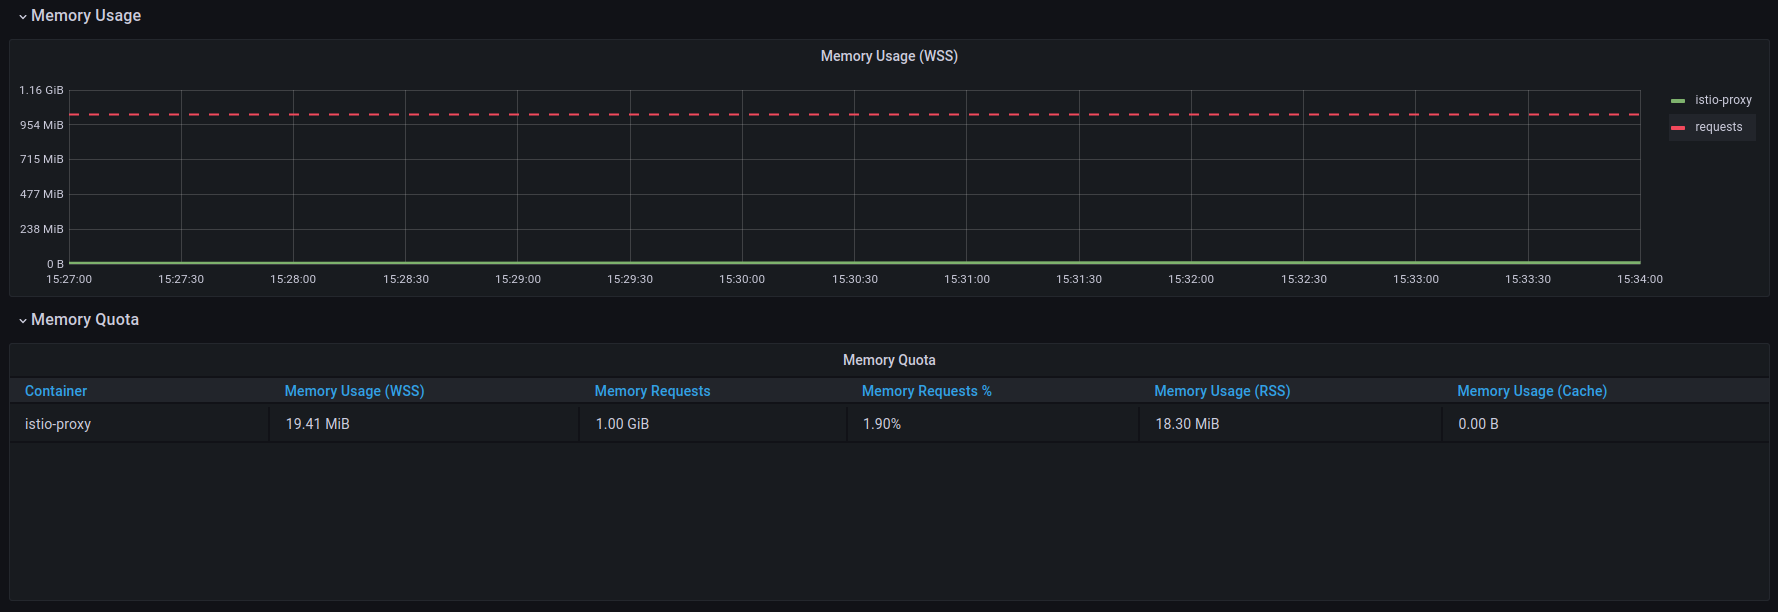 Memory Usage
Memory Usage (WSS)
1.16 GiB
954 MiB
715 MiB
477 MiB
238 MiB
0 B
15:27:00 15:27:30 15:28:00 15:28:30 15:29:00 15:29:30 15:30:00 15:30:30 15:31:00 15:31:30 15:32:00 15:32:30 15:33:00 15:33:30 15:34:00
istio-proxy
requests
Memory Quota
Memory Quota
Container Memory Usage (WSS) Memory Requests Memory Requests % Memory Usage (RSS) Memory Usage (Cache)
istio-proxy 19.41 MiB 1.00 GiB 1.90% 18.30 MiB 0.00 B